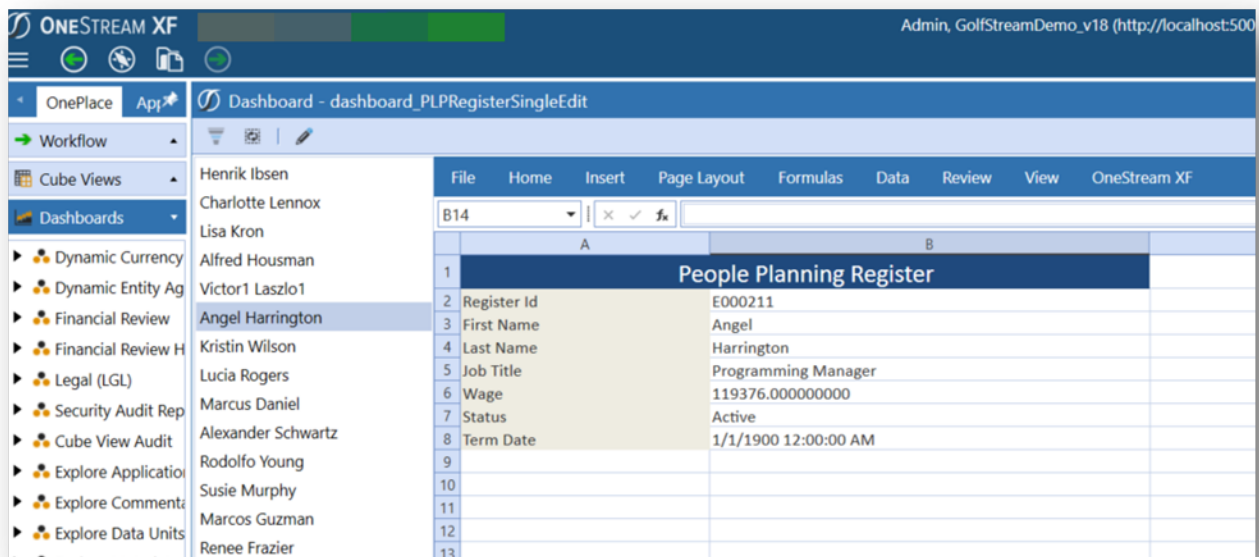 ONESTREAM XF
Admin, GolfStreamDemo_v18 (http://localhost:500
OnePlace
App
Dashboard - dashboard_PLPRegisterSingleEdit
Workflow
Cube Views
Dashboards
Dynamic Currency
Dynamic Entity Ag
Financial Review
Financial Review H
Legal (LGL)
Security Audit Rep
Cube View Audit
Explore Application
Explore Commenta
Explore Data Units
Henrik Ibsen
Charlotte Lennox
Lisa Kron
Alfred Housman
Victor1 Laszlo1
Angel Harrington
Kristin Wilson
Lucia Rogers
Marcus Daniel
Alexander Schwartz
Rodolfo Young
Susie Murphy
Marcos Guzman
Renee Frazier
File Home Insert Page Layout Formulas Data Review View OneStream XF
B14 fx
A B
1 People Planning Register
2 Register Id E000211
3 First Name Angel
4 Last Name Harrington
5 Job Title Programming Manager
6 Wage 119376.000000000
7 Status Active
8 Term Date 1/1/1900 12:00:00 AM
9
10
11
12
13